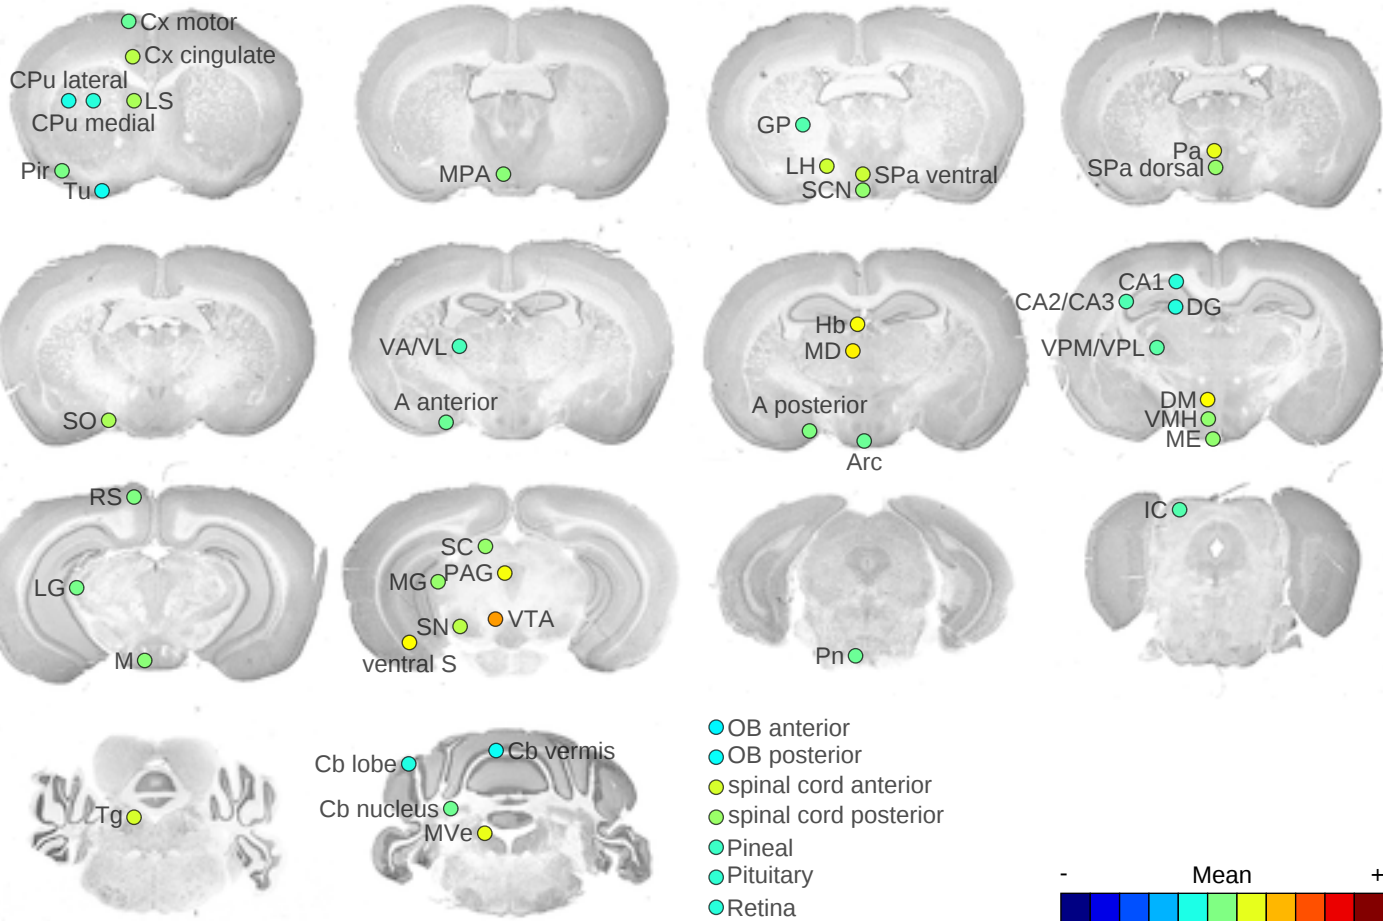 Cx motor
Cx cingulate
CPu lateral
LS
CPu medial
Pir
Tu
MPA
GP
LH
SPa ventral
SCN
Pa
SPa dorsal
SO
VA/VL
A anterior
Hb
MD
A posterior
Arc
CA1
CA2/CA3
DG
VPM/VPL
DM
VMH
ME
RS
LG
M
SC
MG
PAG
SN
VTA
ventral S
Pn
IC
Tg
Cb lobe
Cb vermis
Cb nucleus
MVe
OB anterior
OB posterior
spinal cord anterior
spinal cord posterior
Pineal
Pituitary
Retina
- Mean +